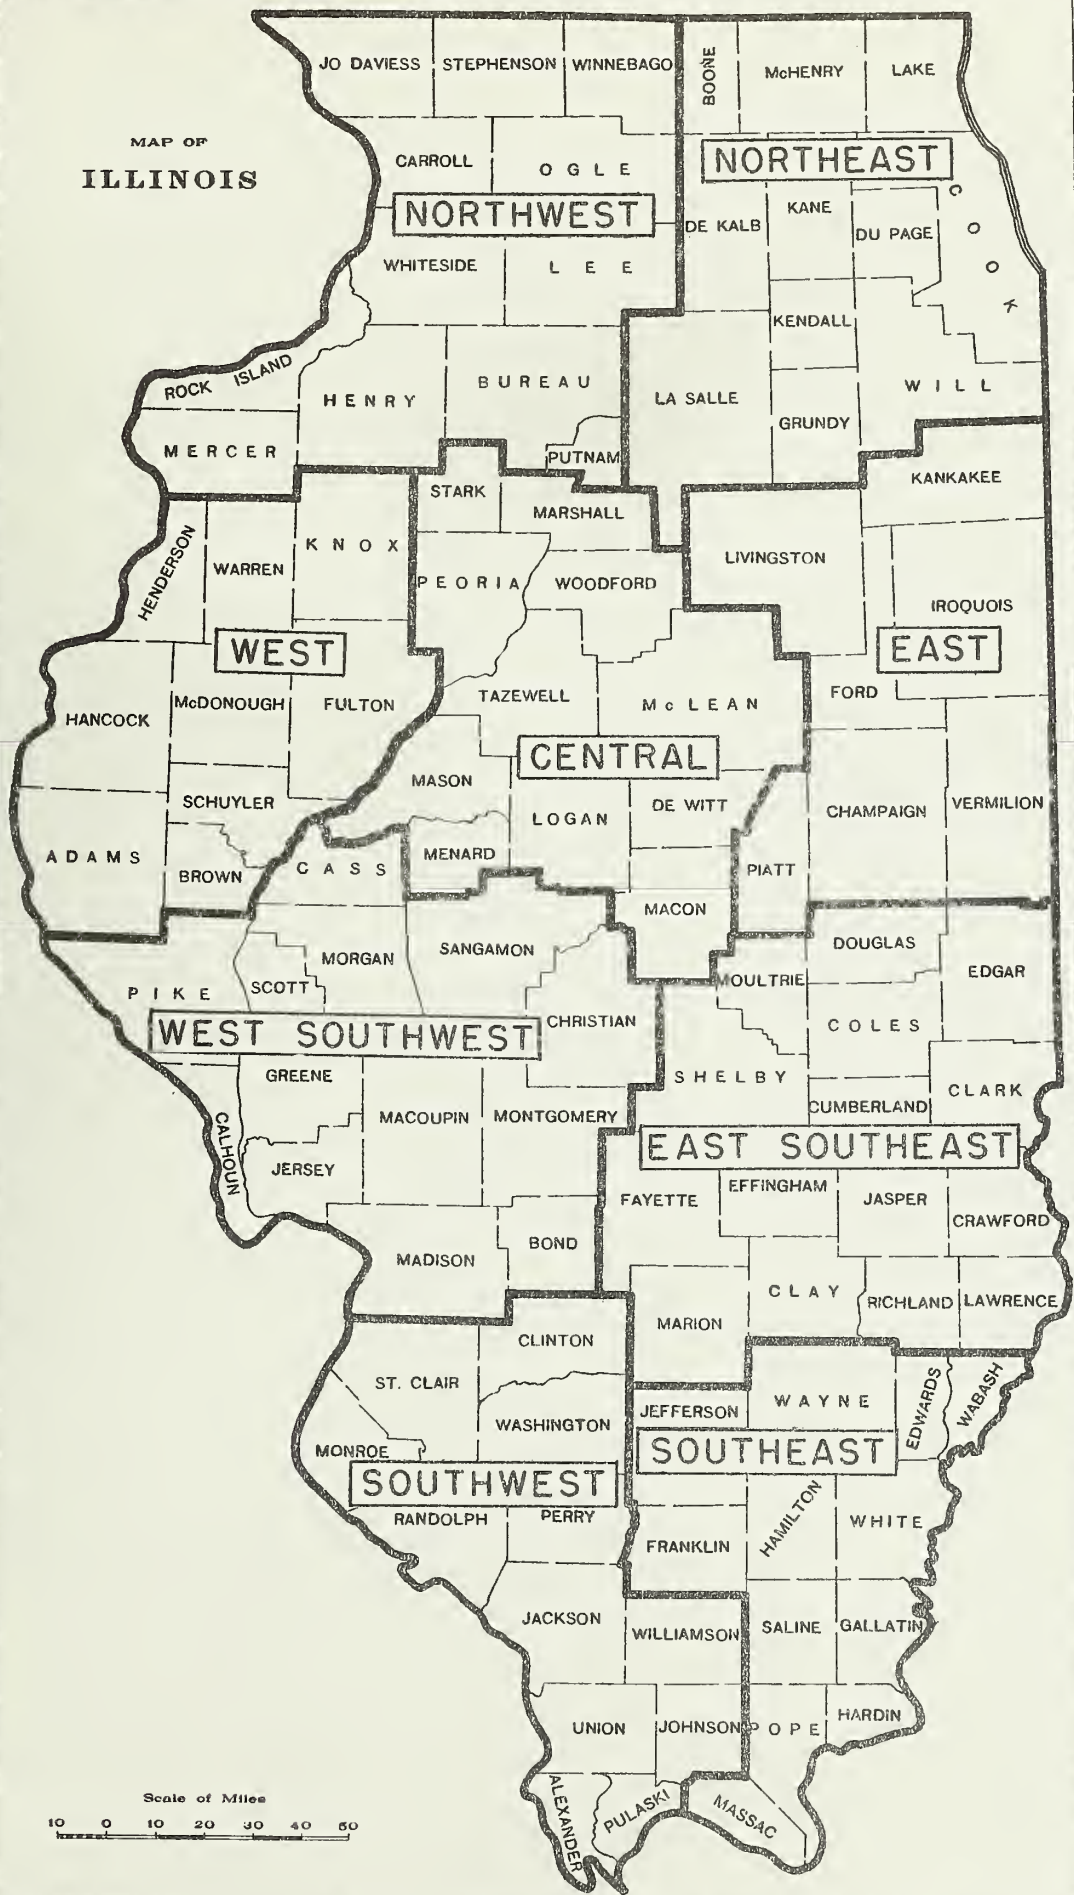 MAP OF
ILLINOIS
JO DAVIESS
STEPHENSON
WINNEBAGO
BOONE
McHENRY
LAKE
CARROLL
OGLE
NORTHEAST
NORTHWEST
DE KALB
KANE
DU PAGE
COOK
WHITESIDE
LEE
KENDALL
ROCK ISLAND
HENRY
BUREAU
LA SALLE
GRUNDY
WILL
MERCER
PUTNAM
KANKAKEE
STARK
MARSHALL
HENDERSON
WARREN
KNOX
PEORIA
WOODFORD
LIVINGSTON
IROQUOIS
WEST
EAST
HANCOCK
McDONOUGH
FULTON
TAZEWELL
McLEAN
FORD
CENTRAL
MASON
SCHUYLER
LOGAN
DE WITT
CHAMPAIGN
VERMILION
ADAMS
BROWN
CASS
MENARD
PIATT
MACON
PIKE
SCOTT
MORGAN
SANGAMON
MOULTRIE
DOUGLAS
EDGAR
WEST SOUTHWEST
CHRISTIAN
COLES
SHELBY
GREENE
CALHOUN
MACOUPIN
MONTGOMERY
CUMBERLAND
CLARK
EAST SOUTHEAST
JERSEY
FAYETTE
EFFINGHAM
JASPER
CRAWFORD
MADISON
BOND
CLAY
RICHLAND
LAWRENCE
MARION
CLINTON
ST. CLAIR
WASHINGTON
JEFFERSON
WAYNE
EDWARDS
WABASH
MONROE
SOUTHEAST
SOUTHWEST
RANDOLPH
PERRY
FRANKLIN
HAMILTON
WHITE
JACKSON
WILLIAMSON
SALINE
GALLATIN
UNION
JOHNSON
POPE
HARDIN
ALEXANDER
PULASKI
MASSAC
Scale of Miles
10 0 10 20 30 40 50